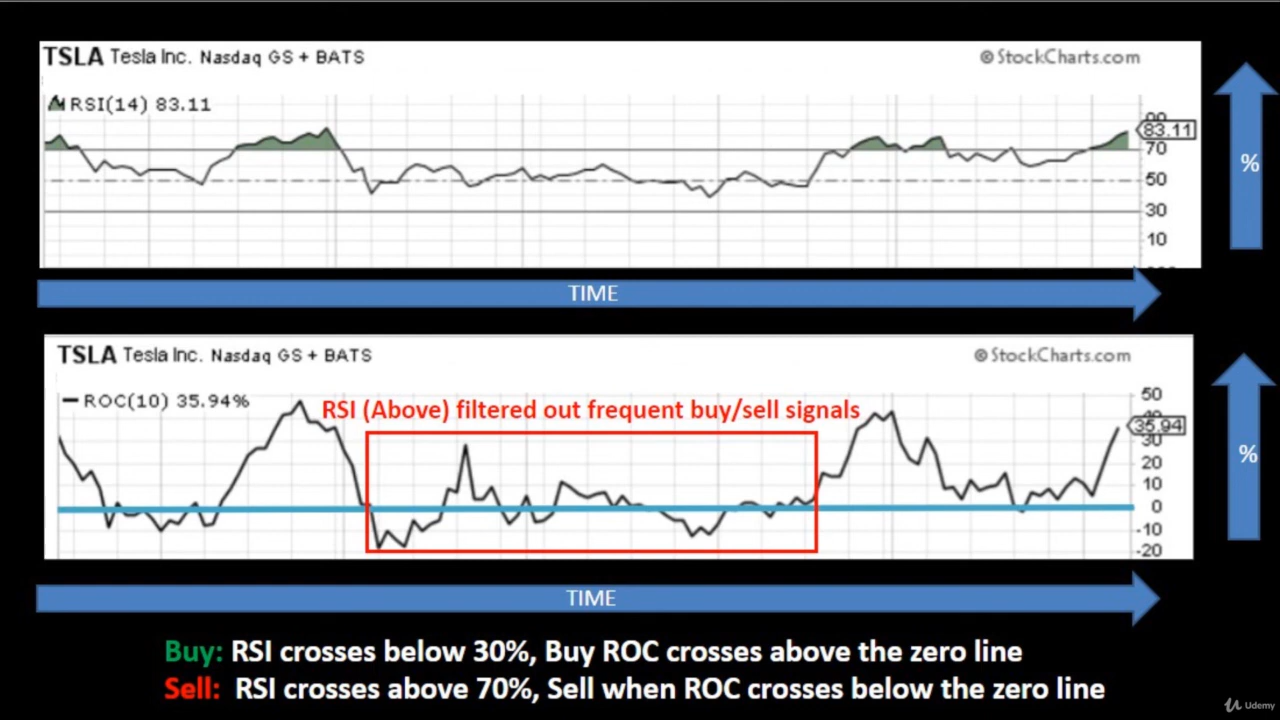 TSLA Tesla Inc. Nasdaq GS + BATS
© StockCharts.com
RSI(14) 83.11
90
83.11
70
50
30
10
%
TIME
TSLA Tesla Inc. Nasdaq GS + BATS
© StockCharts.com
ROC(10) 35.94%
RSI (Above) filtered out frequent buy/sell signals
50
40
35.94
30
20
10
0
-10
-20
%
TIME
Buy: RSI crosses below 30%, Buy ROC crosses above the zero line
Sell: RSI crosses above 70%, Sell when ROC crosses below the zero line
Udemy